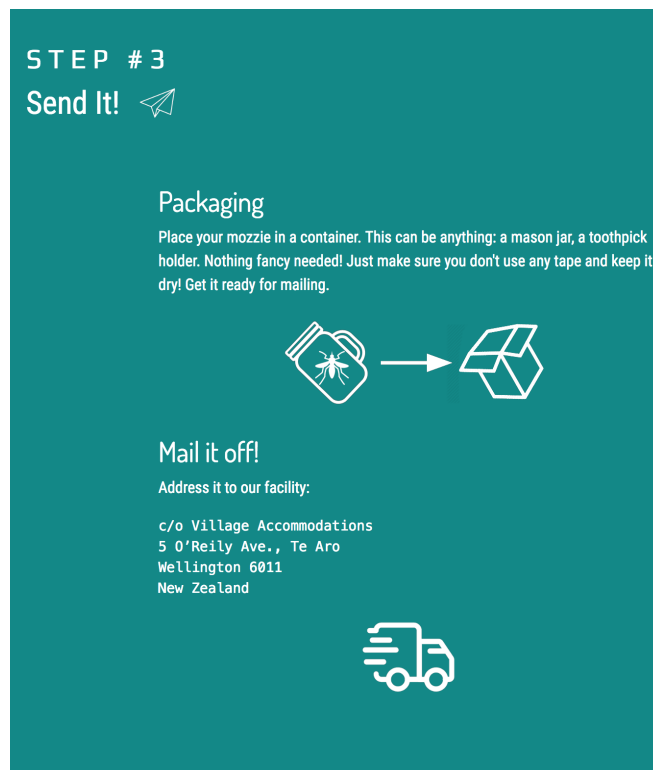 STEP #3
Send It!
Packaging
Place your mozzie in a container. This can be anything: a mason jar, a toothpick
holder. Nothing fancy needed! Just make sure you don't use any tape and keep it
dry! Get it ready for mailing.
Mail it off!
Address it to our facility:
c/o Village Accommodations
5 O’Reily Ave., Te Aro
Wellington 6011
New Zealand